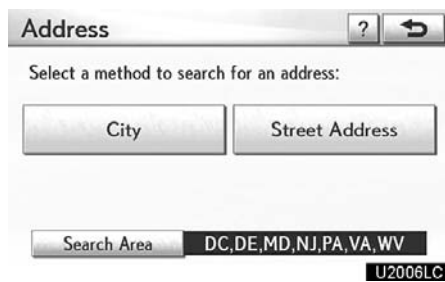 Address ?
Select a method to search for an address:
City Street Address
Search Area DC,DE,MD,NJ,PA,VA,WV
U2006LC